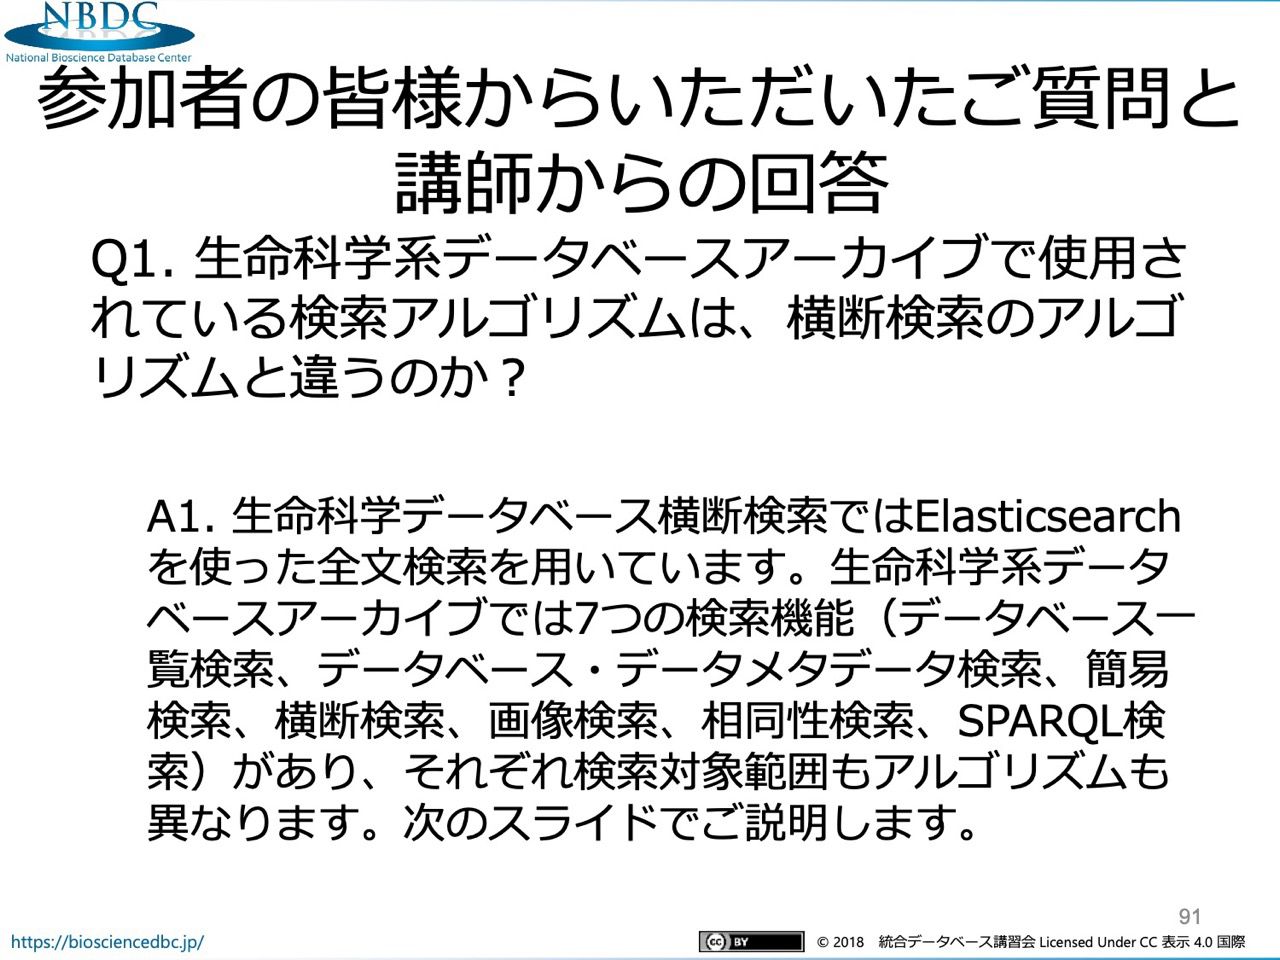 NBDC
National Bioscience Database Center
参加者の皆様からいただいたご質問と
講師からの回答
Q1. 生命科学系データベースアーカイブで使用さ
れている検索アルゴリズムは、横断検索のアルゴ
リズムと違うのか？
A1. 生命科学データベース横断検索ではElasticsearch
を使った全文検索を用いています。生命科学系データ
ベースアーカイブでは7つの検索機能（データベース一
覧検索、データベース・データメタデータ検索、簡易
検索、横断検索、画像検索、相同性検索、SPARQL検
索）があり、それぞれ検索対象範囲もアルゴリズムも
異なります。次のスライドでご説明します。
91
https://biosciencedbc.jp/
cc BY © 2018 統合データベース講習会 Licensed Under CC 表示 4.0 国際